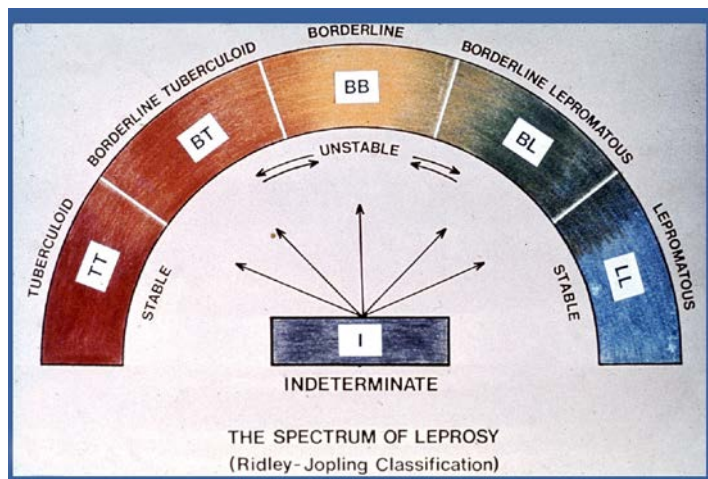 BORDERLINE
BORDERLINE TUBERCULOID
BORDERLINE LEPROMATOUS
BB
BT
BL
UNSTABLE
TUBERCULOID
LEPROMATOUS
TT
LL
STABLE
STABLE
I
INDETERMINATE
THE SPECTRUM OF LEPROSY
(Ridley-Jopling Classification)